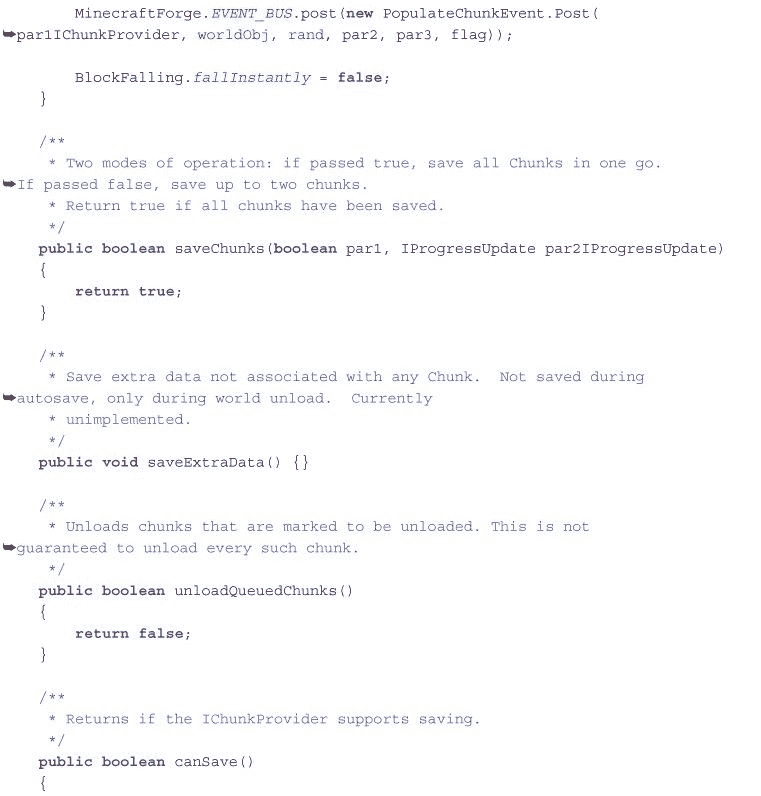 MinecraftForge.EVENT_BUS.post(new PopulateChunkEvent.Post(
➥par1IChunkProvider, worldObj, rand, par2, par3, flag));
BlockFalling.fallInstantly = false;
}
/**
* Two modes of operation: if passed true, save all Chunks in one go.
➥If passed false, save up to two chunks.
* Return true if all chunks have been saved.
*/
public boolean saveChunks(boolean par1, IProgressUpdate par2IProgressUpdate)
{
return true;
}
/**
* Save extra data not associated with any Chunk.  Not saved during
➥autosave, only during world unload.  Currently
* unimplemented.
*/
public void saveExtraData() {}
/**
* Unloads chunks that are marked to be unloaded. This is not
➥guaranteed to unload every such chunk.
*/
public boolean unloadQueuedChunks()
{
return false;
}
/**
* Returns if the IChunkProvider supports saving.
*/
public boolean canSave()
{